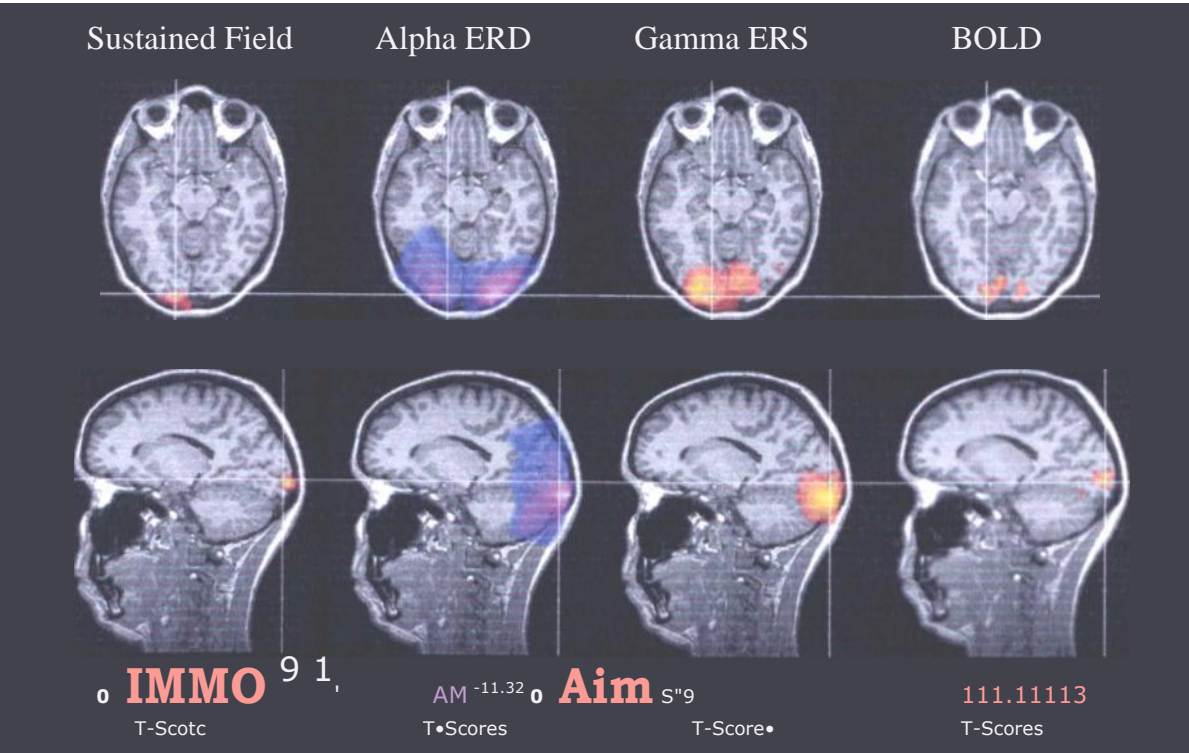 Sustained Field Alpha ERD Gamma ERS BOLD
0 IMMO 9 1, AM -11.32 0 Aim S"9 111.11113
T-Scotc T•Scores T-Score• T-Scores